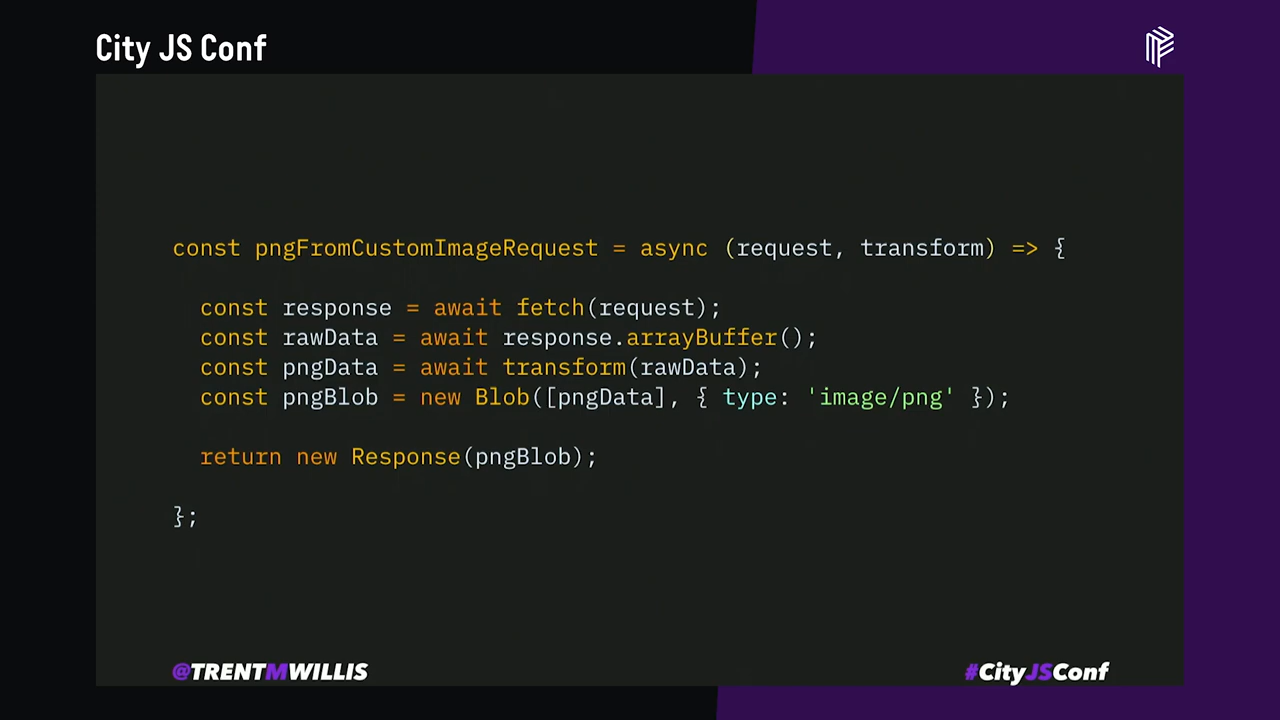 City JS Conf
const pngFromCustomImageRequest = async (request, transform) => {
const response = await fetch(request);
const rawData = await response.arrayBuffer();
const pngData = await transform(rawData);
const pngBlob = new Blob([pngData], { type: 'image/png' });
return new Response(pngBlob);
};
@TRENTMWILLIS
#CityJSConf